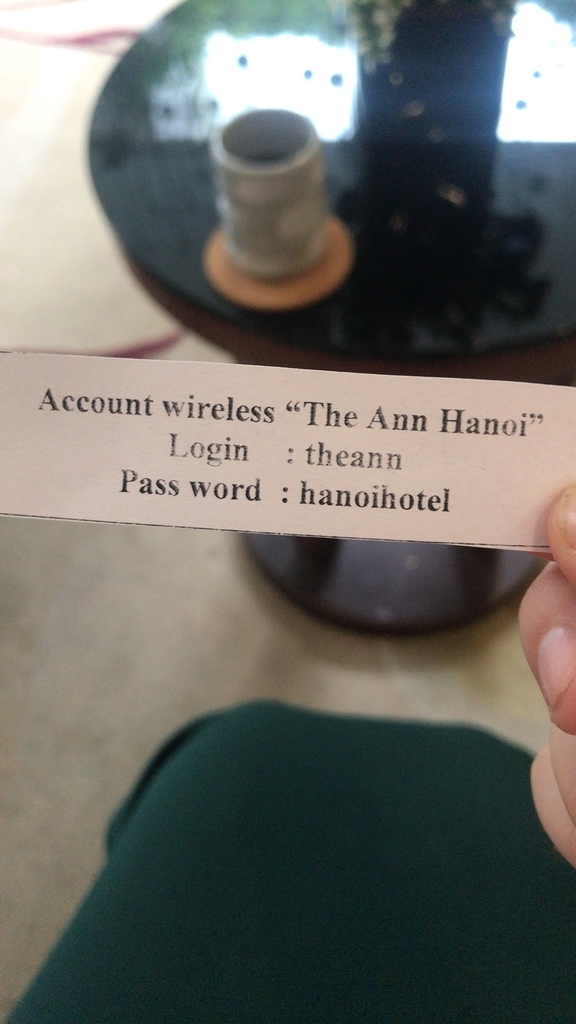 Account wireless “The Ann Hanoi”
Login : theann
Pass word : hanoihotel